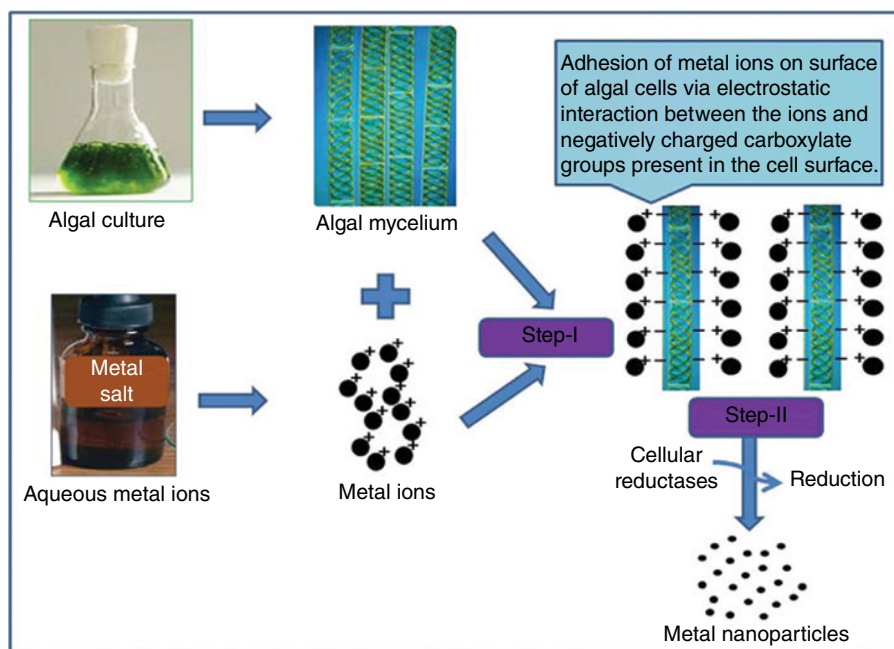 Algal culture
Algal mycelium
Adhesion of metal ions on surface
of algal cells via electrostatic
interaction between the ions and
negatively charged carboxylate
groups present in the cell surface.
Metal
salt
Aqueous metal ions
Metal ions
Step-I
Step-II
Cellular
reductases
Reduction
Metal nanoparticles